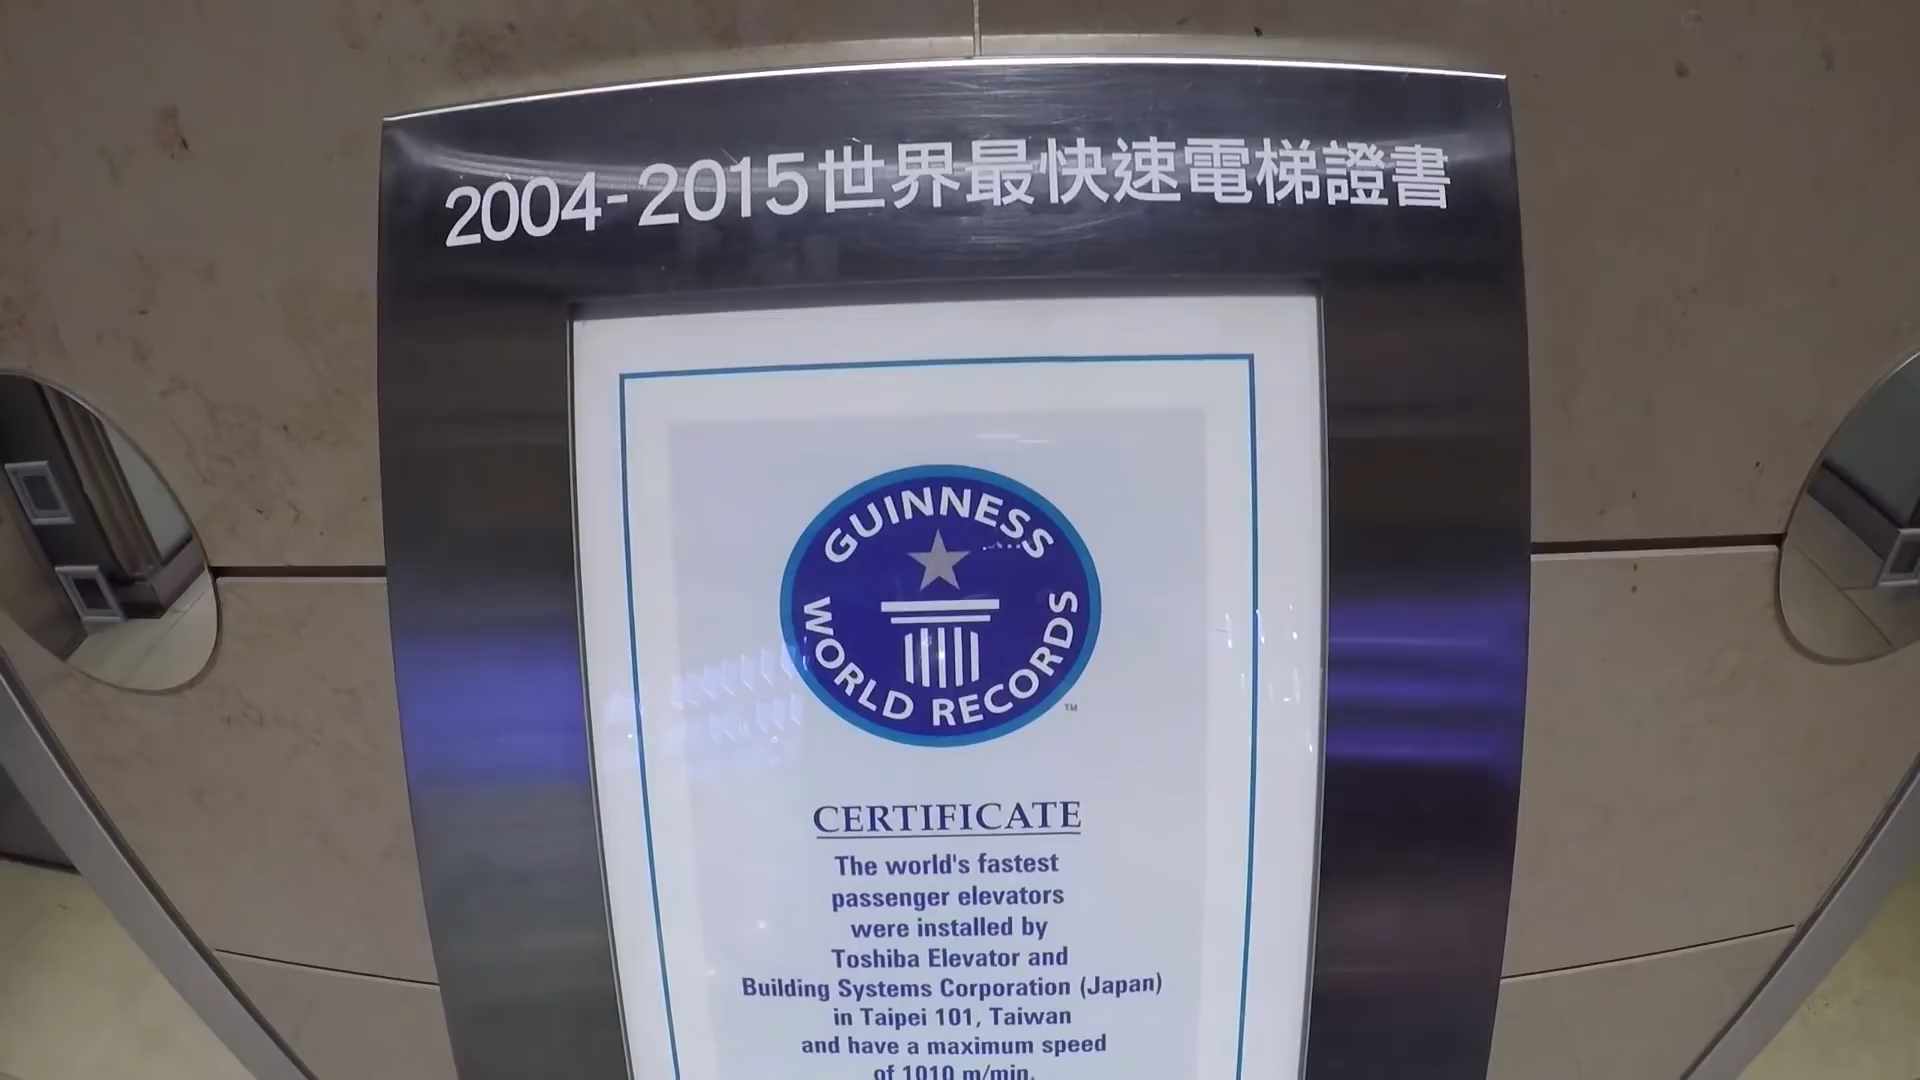 2004-2015世界最快速電梯證書
GUINNESS
WORLD RECORDS
TM
CERTIFICATE
The world's fastest
passenger elevators
were installed by
Toshiba Elevator and
Building Systems Corporation (Japan)
in Taipei 101, Taiwan
and have a maximum speed
of 1010 m/min.